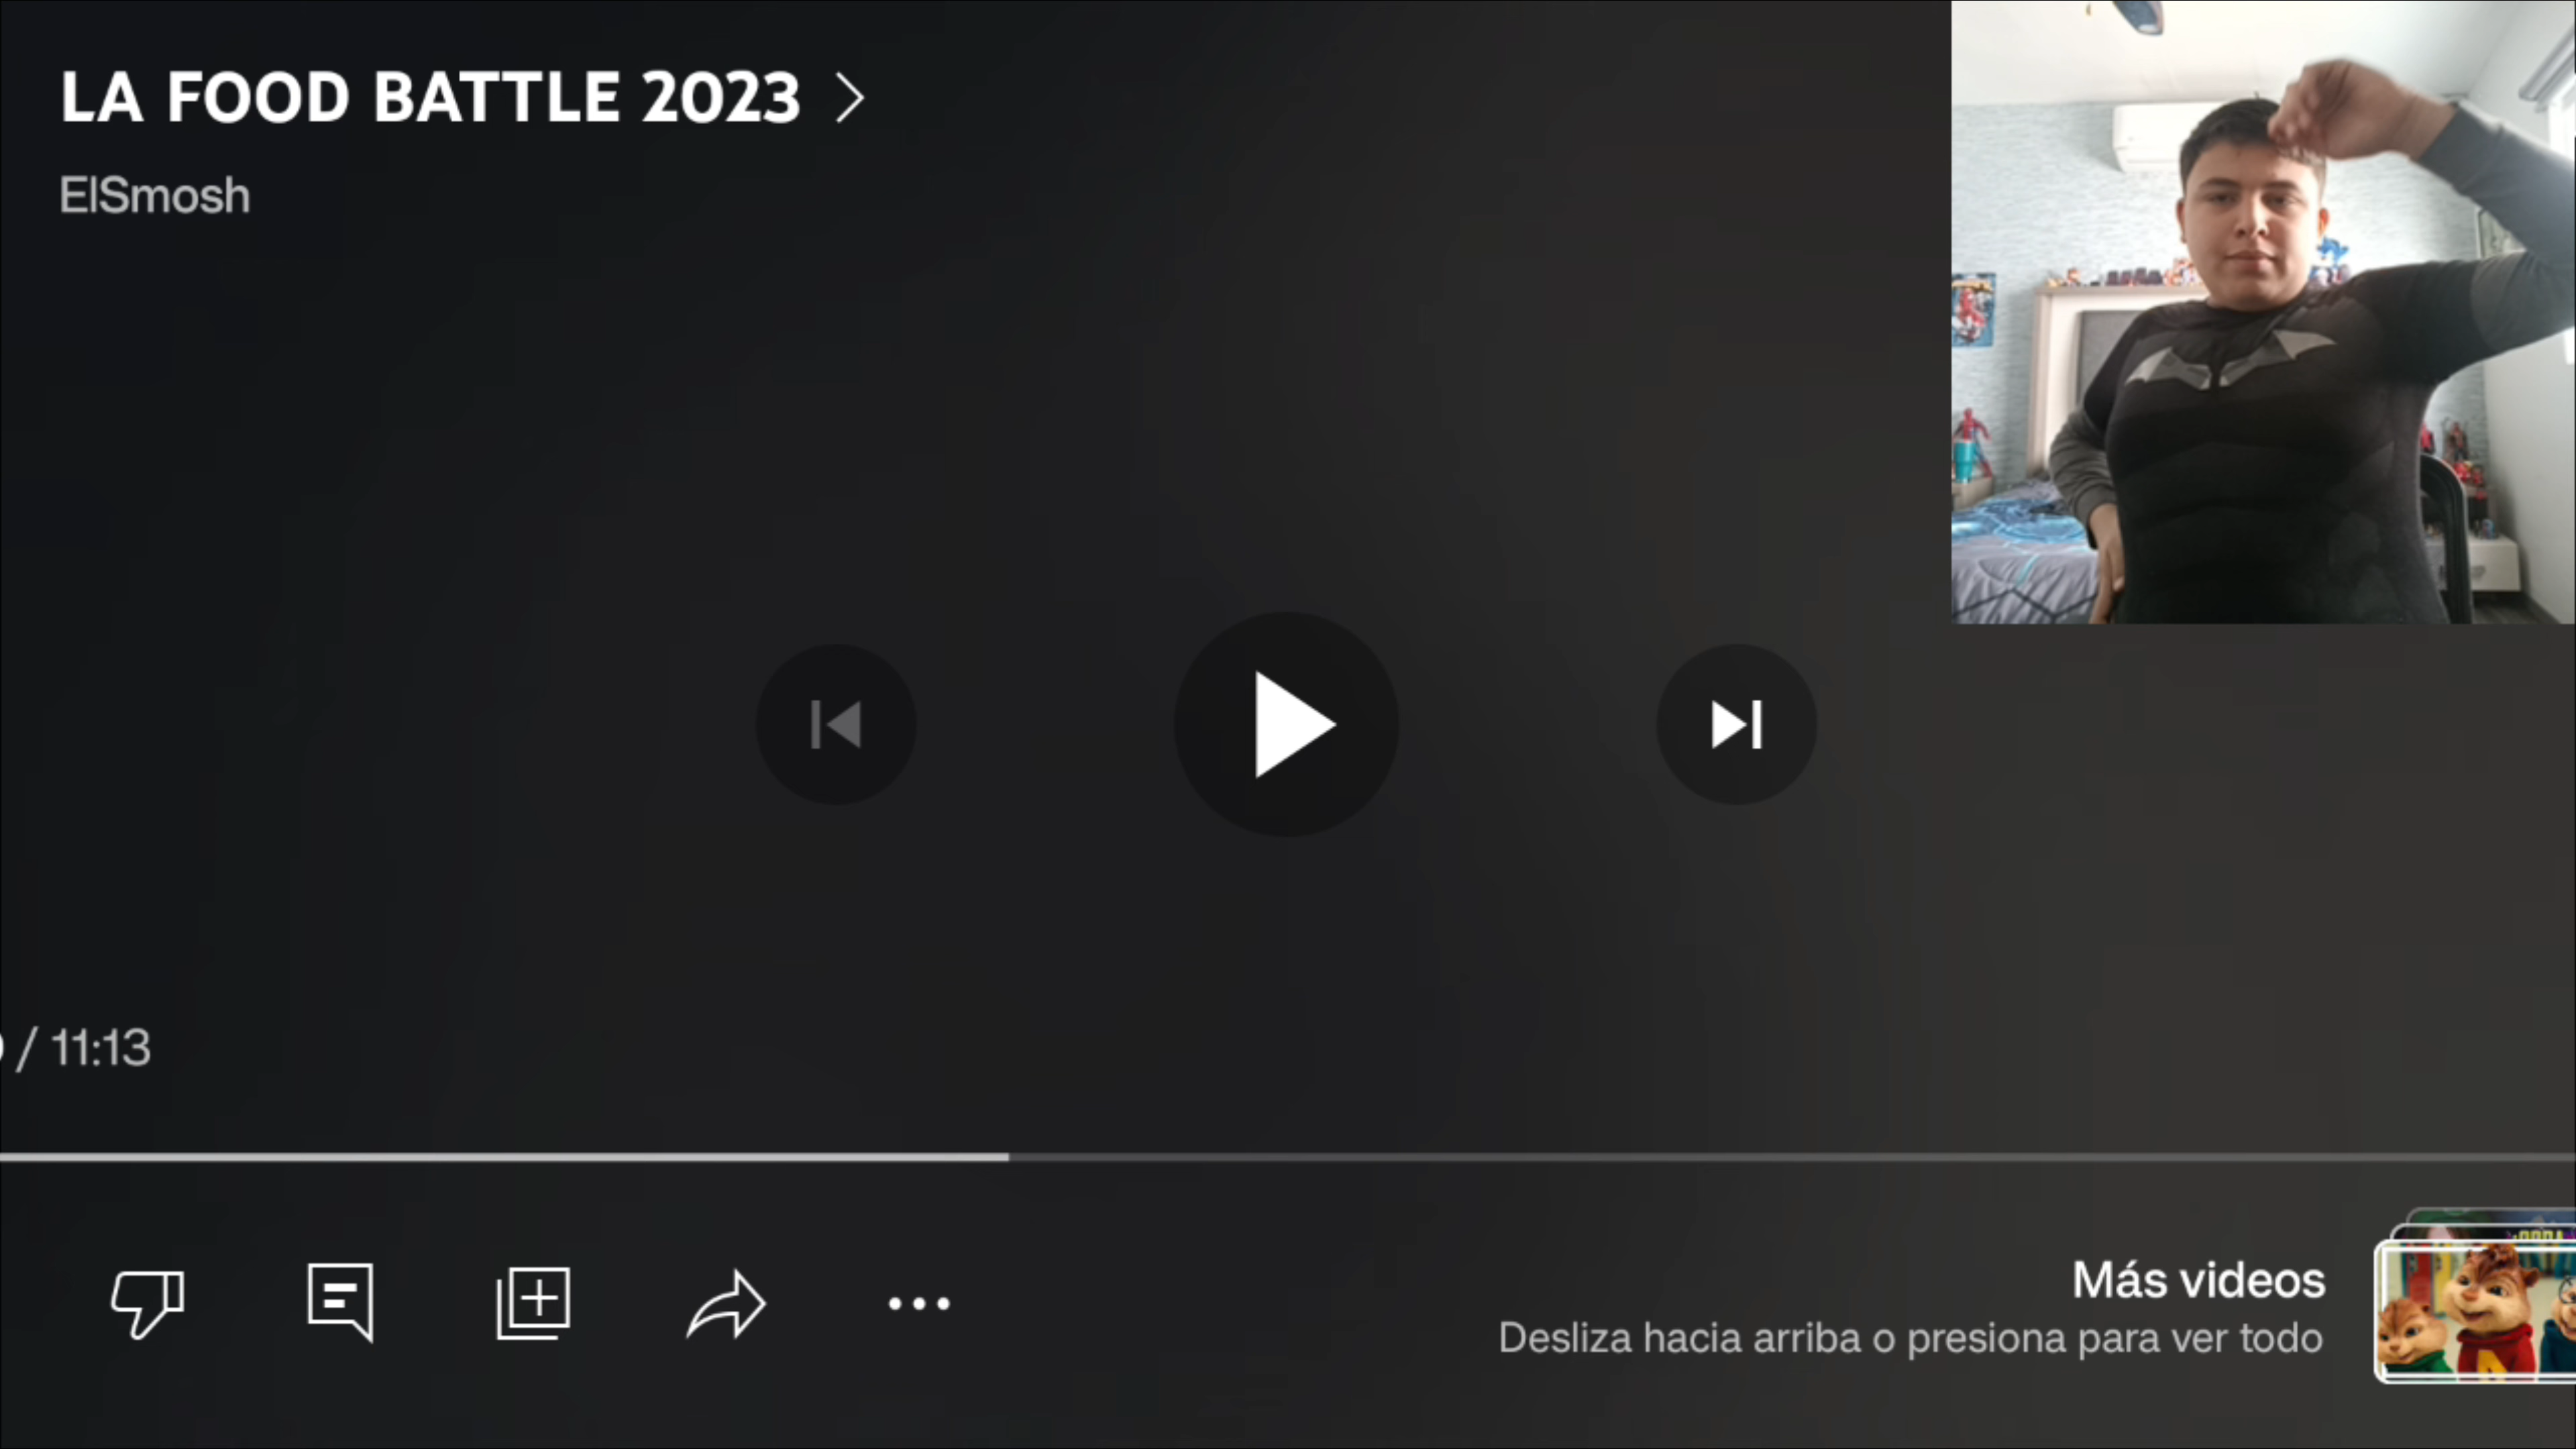 LA FOOD BATTLE 2023
ElSmosh
/ 11:13
Más videos
Desliza hacia arriba o presiona para ver todo